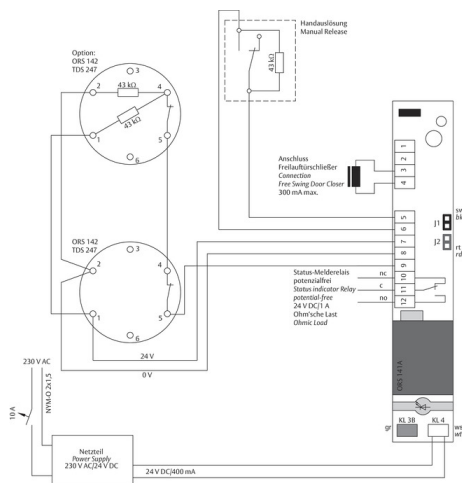 Option:
ORS 142
TDS 247
3
2
43 kΩ
4
43 kΩ
1
5
6
Handauslösung
Manual Release
43 kΩ
Anschluss
Freilauftürschließer
Connection
Free Swing Door Closer
300 mA max.
1
2
3
4
sv
bk
J1
J2
rt
rd
5
6
7
8
9
10
11
12
ORS 142
TDS 247
3
2
4
1
5
6
Status-Melderelais
potenzialfrei
Status indicator Relay
potential-free
24 V DC/1 A
Ohm'sche Last
Ohmic Load
nc
c
no
24 V
0 V
ORS 141A
230 V AC
10 A
NYM-O 2x1,5
Netzteil
Power Supply
230 V AC/24 V DC
24 V DC/400 mA
gr
KL 3B
KL 4
ws
wt